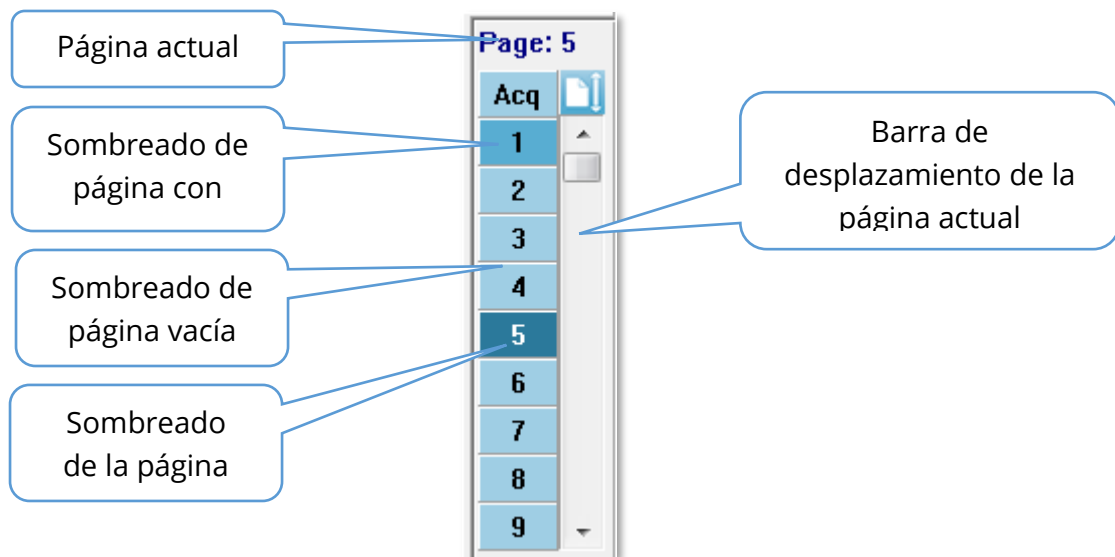 Página actual
Page: 5
Acq
Sombreado de
página con
1
2
3
4
5
6
7
8
9
Barra de
desplazamiento de la
página actual
Sombreado de
página vacía
Sombreado
de la página